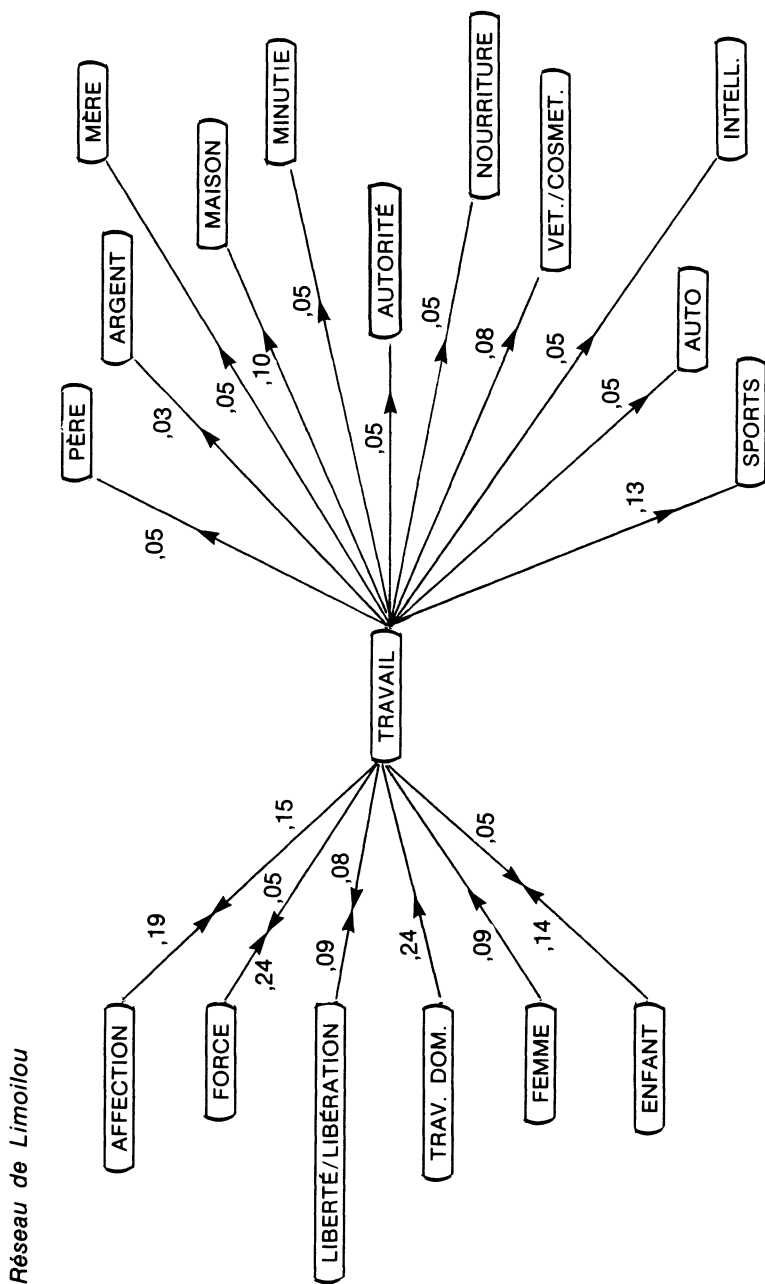 Réseau de Limoilou
AFFECTION
,19
,15
FORCE
,24
,05
LIBERTÉ/LIBÉRATION
,09
,08
TRAV. DOM.
,24
FEMME
,09
ENFANT
,14
,05
TRAVAIL
,05
PÈRE
,03
ARGENT
,05
MÈRE
,10
MAISON
,05
MINUTIE
,05
AUTORITÉ
,05
NOURRITURE
,08
VET./COSMET.
,05
INTELL.
,05
AUTO
,13
SPORTS